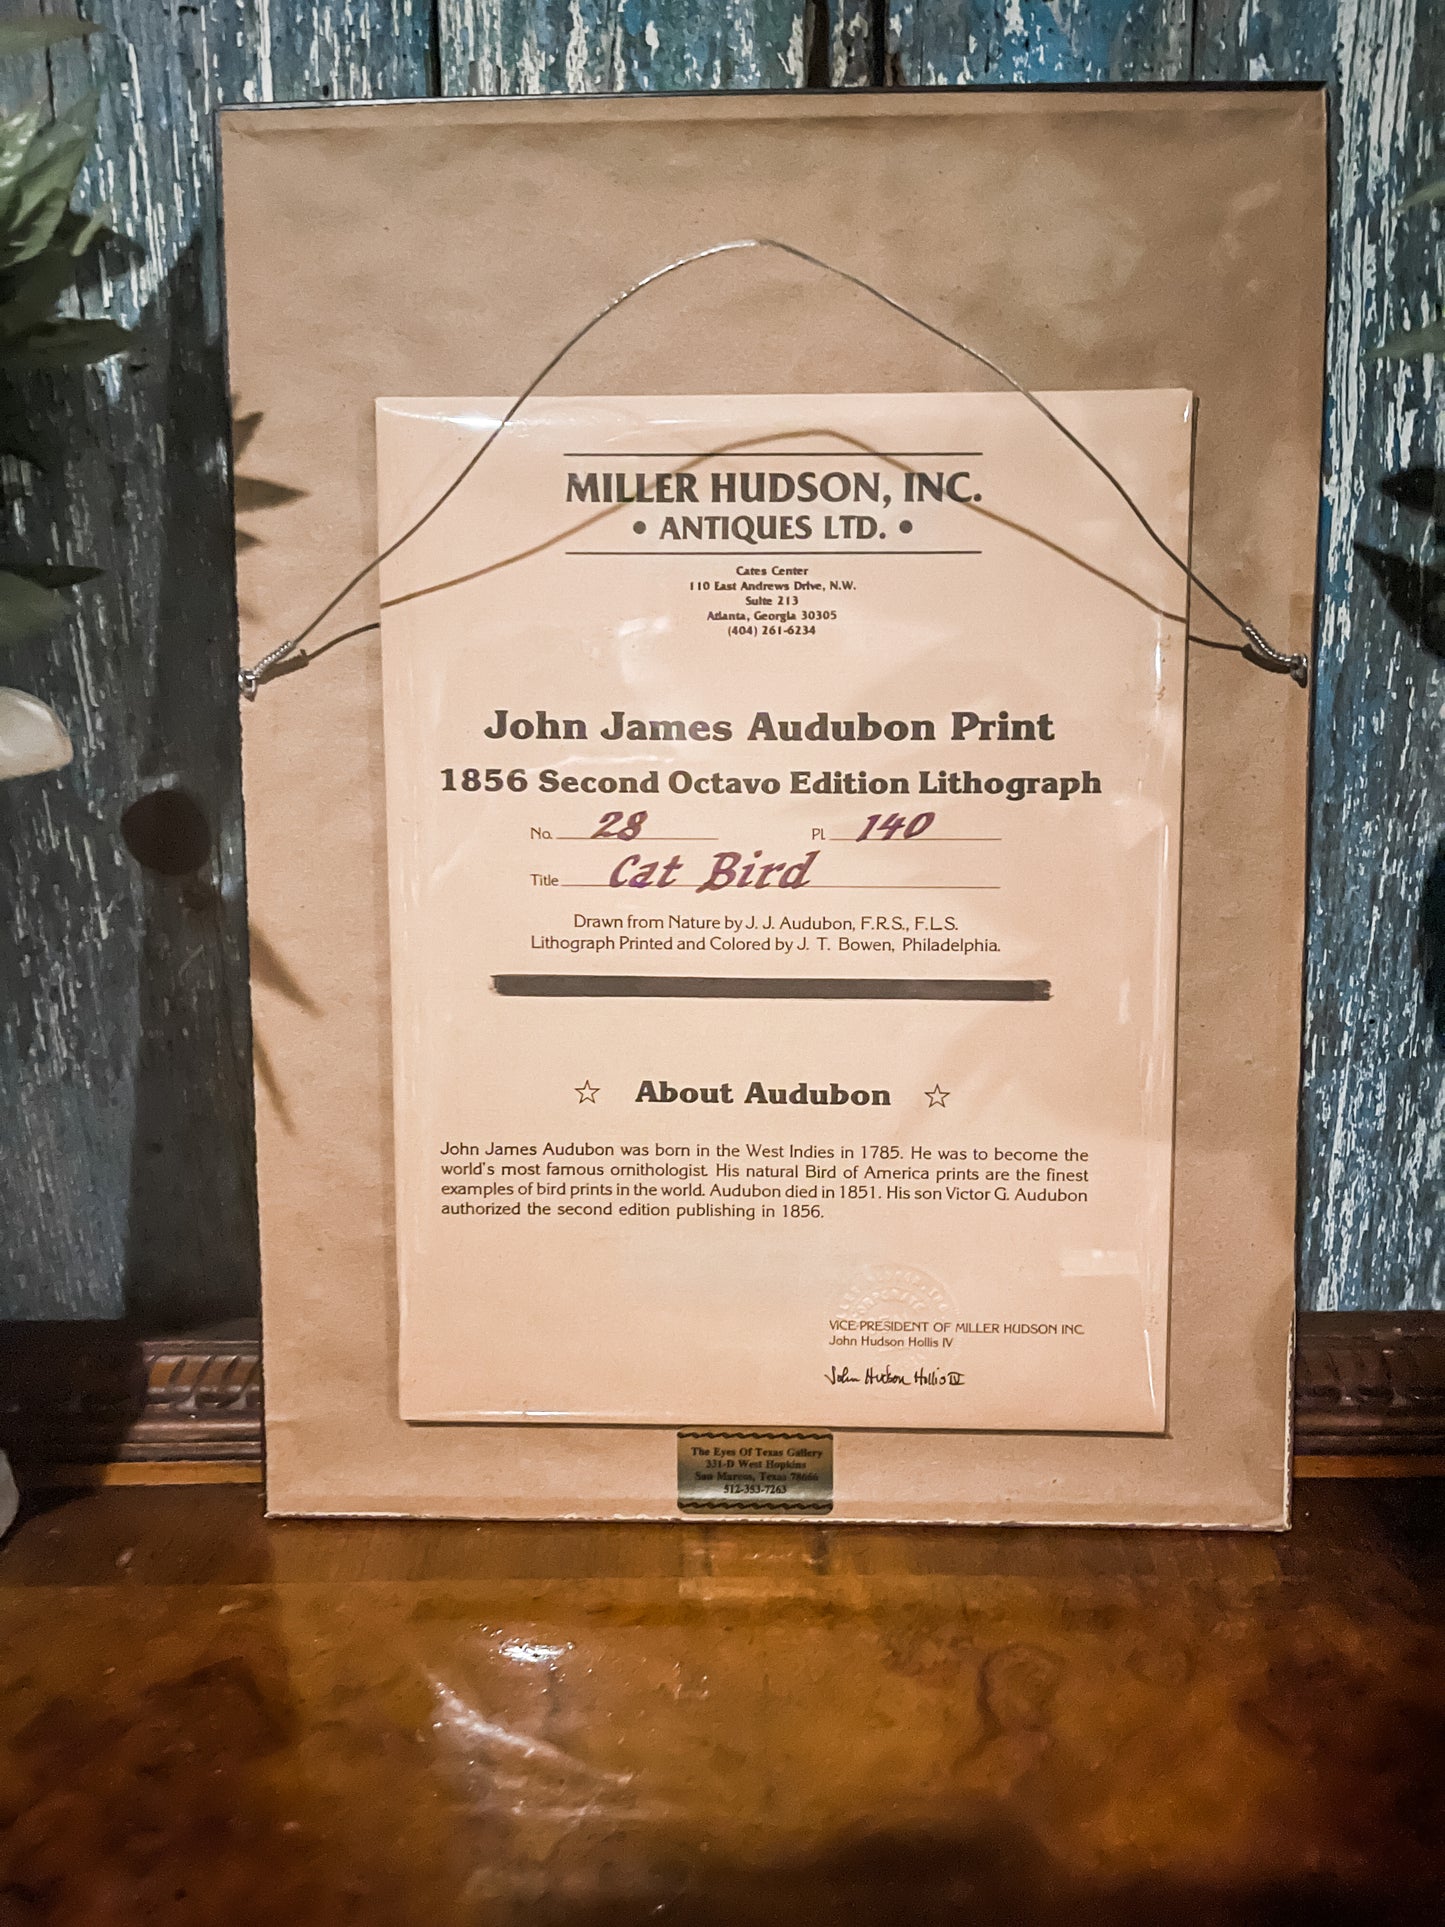 MILLER HUDSON, INC.
• ANTIQUES LTD. •
Cates Center
110 East Andrews Drive, N.W.
Suite 213
Atlanta, Georgia 30305
(404) 261-6234
John James Audubon Print
1856 Second Octavo Edition Lithograph
No. 28 Pl. 140
Title Cat Bird
Drawn from Nature by J. J. Audubon, F.R.S., F.L.S.
Lithograph Printed and Colored by J. T. Bowen, Philadelphia.
☆ About Audubon ☆
John James Audubon was born in the West Indies in 1785. He was to become the
world's most famous ornithologist. His natural Bird of America prints are the finest
examples of bird prints in the world. Audubon died in 1851. His son Victor G. Audubon
authorized the second edition publishing in 1856.
VICE-PRESIDENT OF MILLER HUDSON INC.
John Hudson Hollis IV
John Hudson Hollis IV
The Eyes Of Texas Gallery
331-D West Hopkins
San Marcos, Texas 78666
512-353-7263